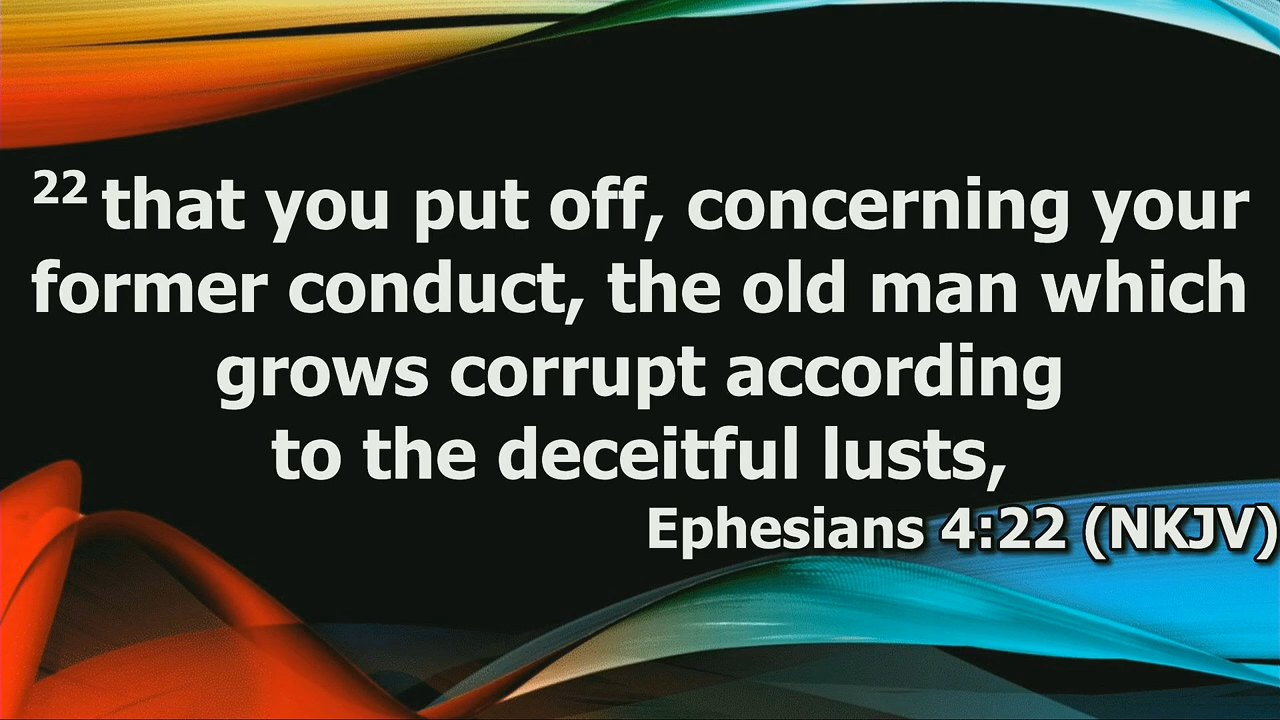 22 that you put off, concerning your
former conduct, the old man which
grows corrupt according
to the deceitful lusts,
Ephesians 4:22 (NKJV)